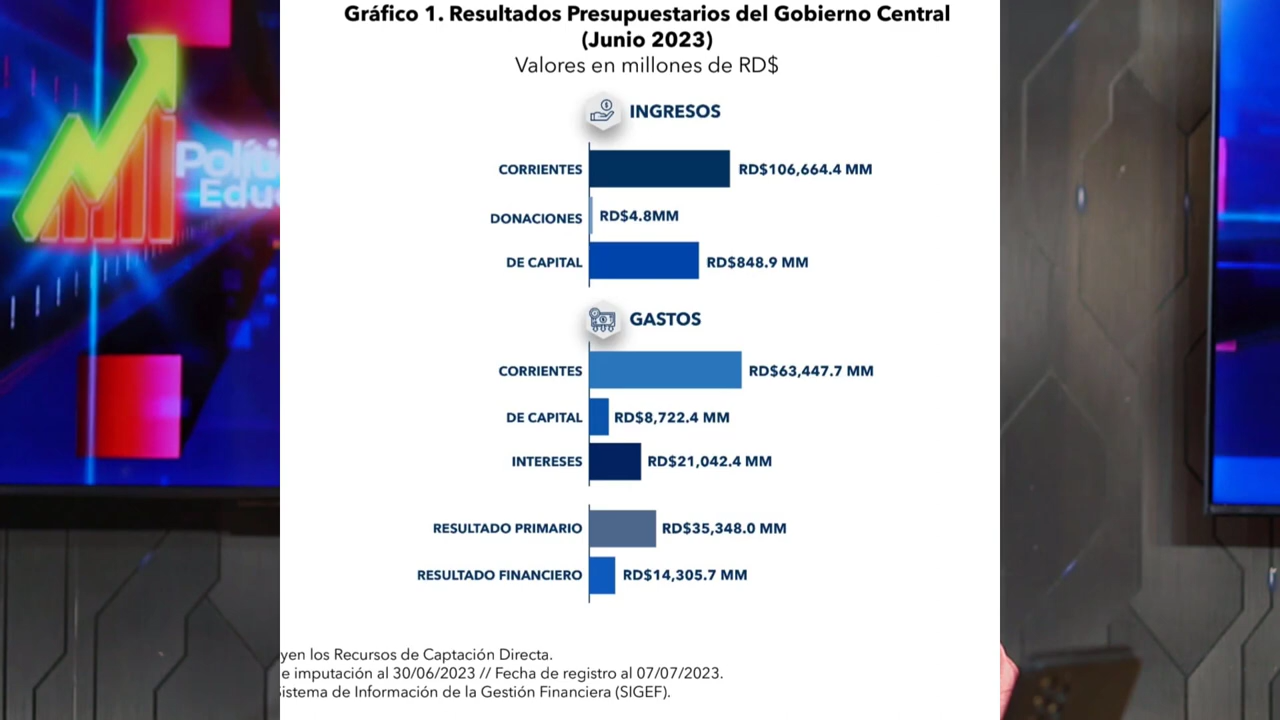 Gráfico 1. Resultados Presupuestarios del Gobierno Central
(Junio 2023)
Valores en millones de RD$
INGRESOS
CORRIENTES RD$106,664.4 MM
DONACIONES RD$4.8MM
DE CAPITAL RD$848.9 MM
GASTOS
CORRIENTES RD$63,447.7 MM
DE CAPITAL RD$8,722.4 MM
INTERESES RD$21,042.4 MM
RESULTADO PRIMARIO RD$35,348.0 MM
RESULTADO FINANCIERO RD$14,305.7 MM
yen los Recursos de Captación Directa.
e imputación al 30/06/2023 // Fecha de registro al 07/07/2023.
Sistema de Información de la Gestión Financiera (SIGEF).